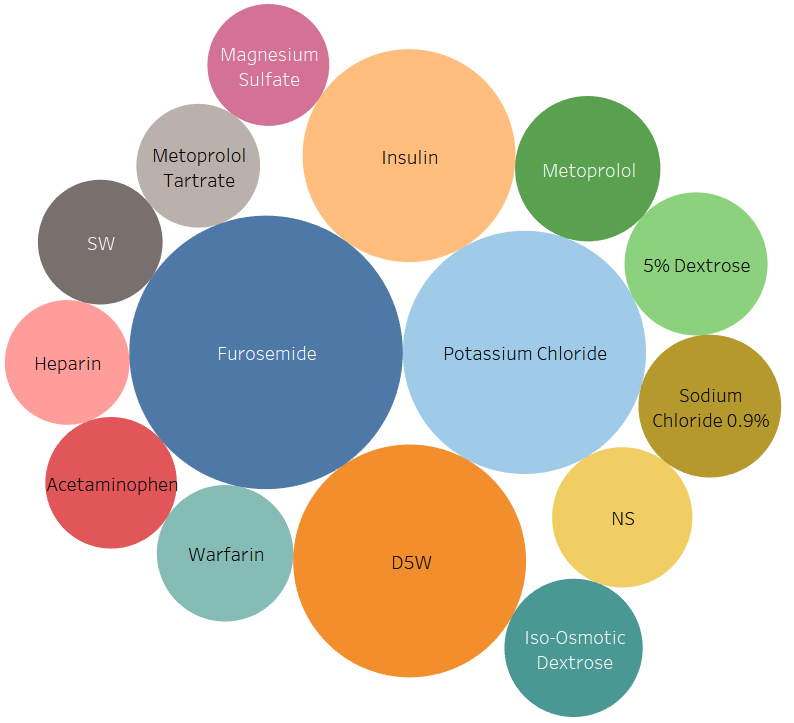 Magnesium
Sulfate
Insulin
Metoprolol
Tartrate
Metoprolol
SW
5% Dextrose
Furosemide
Potassium Chloride
Heparin
Sodium
Chloride 0.9%
Acetaminophen
NS
Warfarin
D5W
Iso-Osmotic
Dextrose